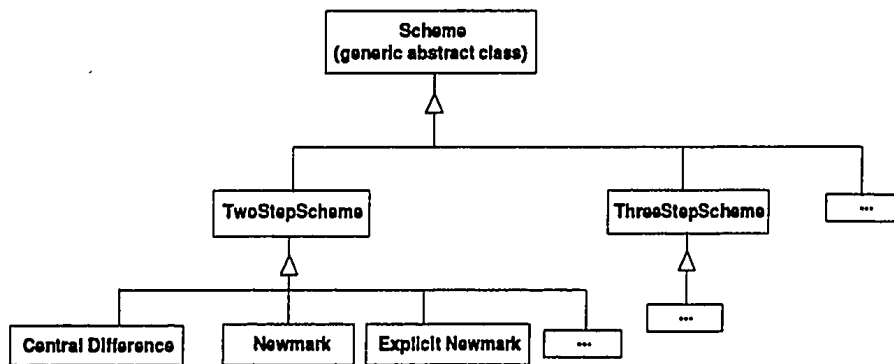 Scheme
(generic abstract class)
TwoStepScheme
ThreeStepScheme
...
...
Central Difference
Newmark
Explicit Newmark
...